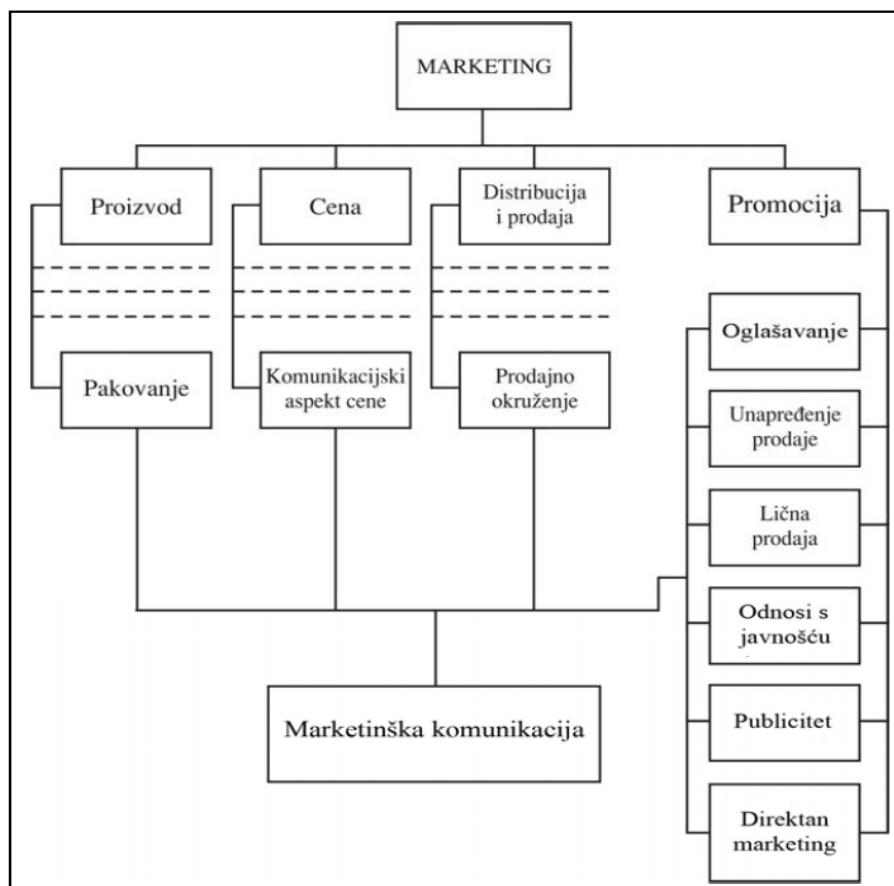 MARKETING
Proizvod
Cena
Distribucija
i prodaja
Promocija
Pakovanje
Komunikacijski
aspekt cene
Prodajno
okruženje
Oglašavanje
Unapređenje
prodaje
Lična
prodaja
Odnosi s
javnošću
Publicitet
Direktan
marketing
Marketinška komunikacija